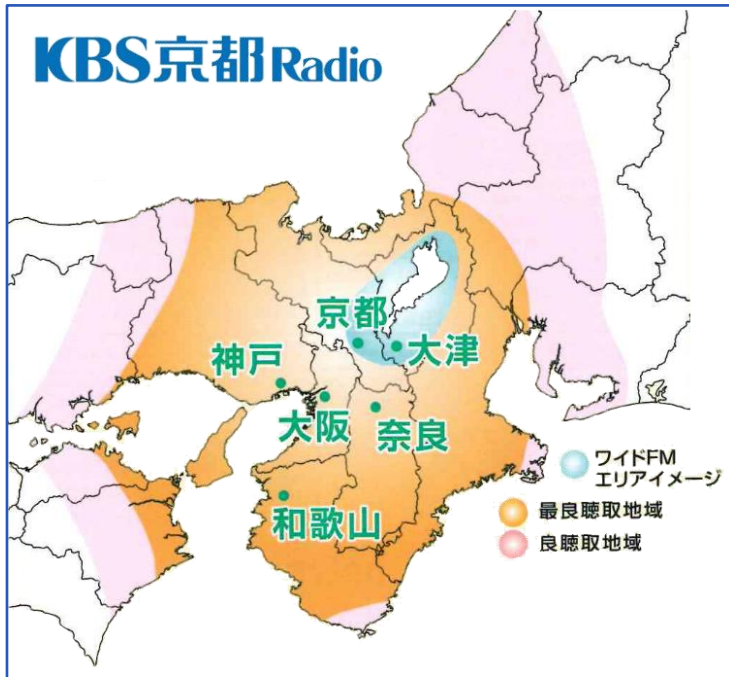 KBS京都Radio
京都
大津
神戸
大阪
奈良
和歌山
ワイドFM
エリアイメージ
最良聴取地域
良聴取地域